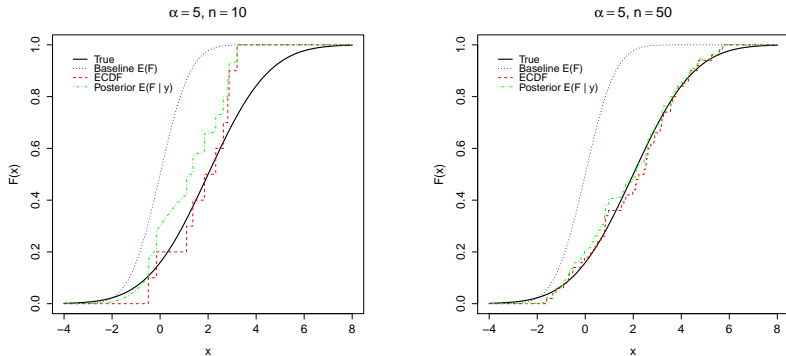 α = 5, n = 10
True
Baseline E(F)
ECDF
Posterior E(F | y)
F(x)
0.0
0.2
0.4
0.6
0.8
1.0
−4
−2
0
2
4
6
8
x
α = 5, n = 50
True
Baseline E(F)
ECDF
Posterior E(F | y)
F(x)
0.0
0.2
0.4
0.6
0.8
1.0
−4
−2
0
2
4
6
8
x